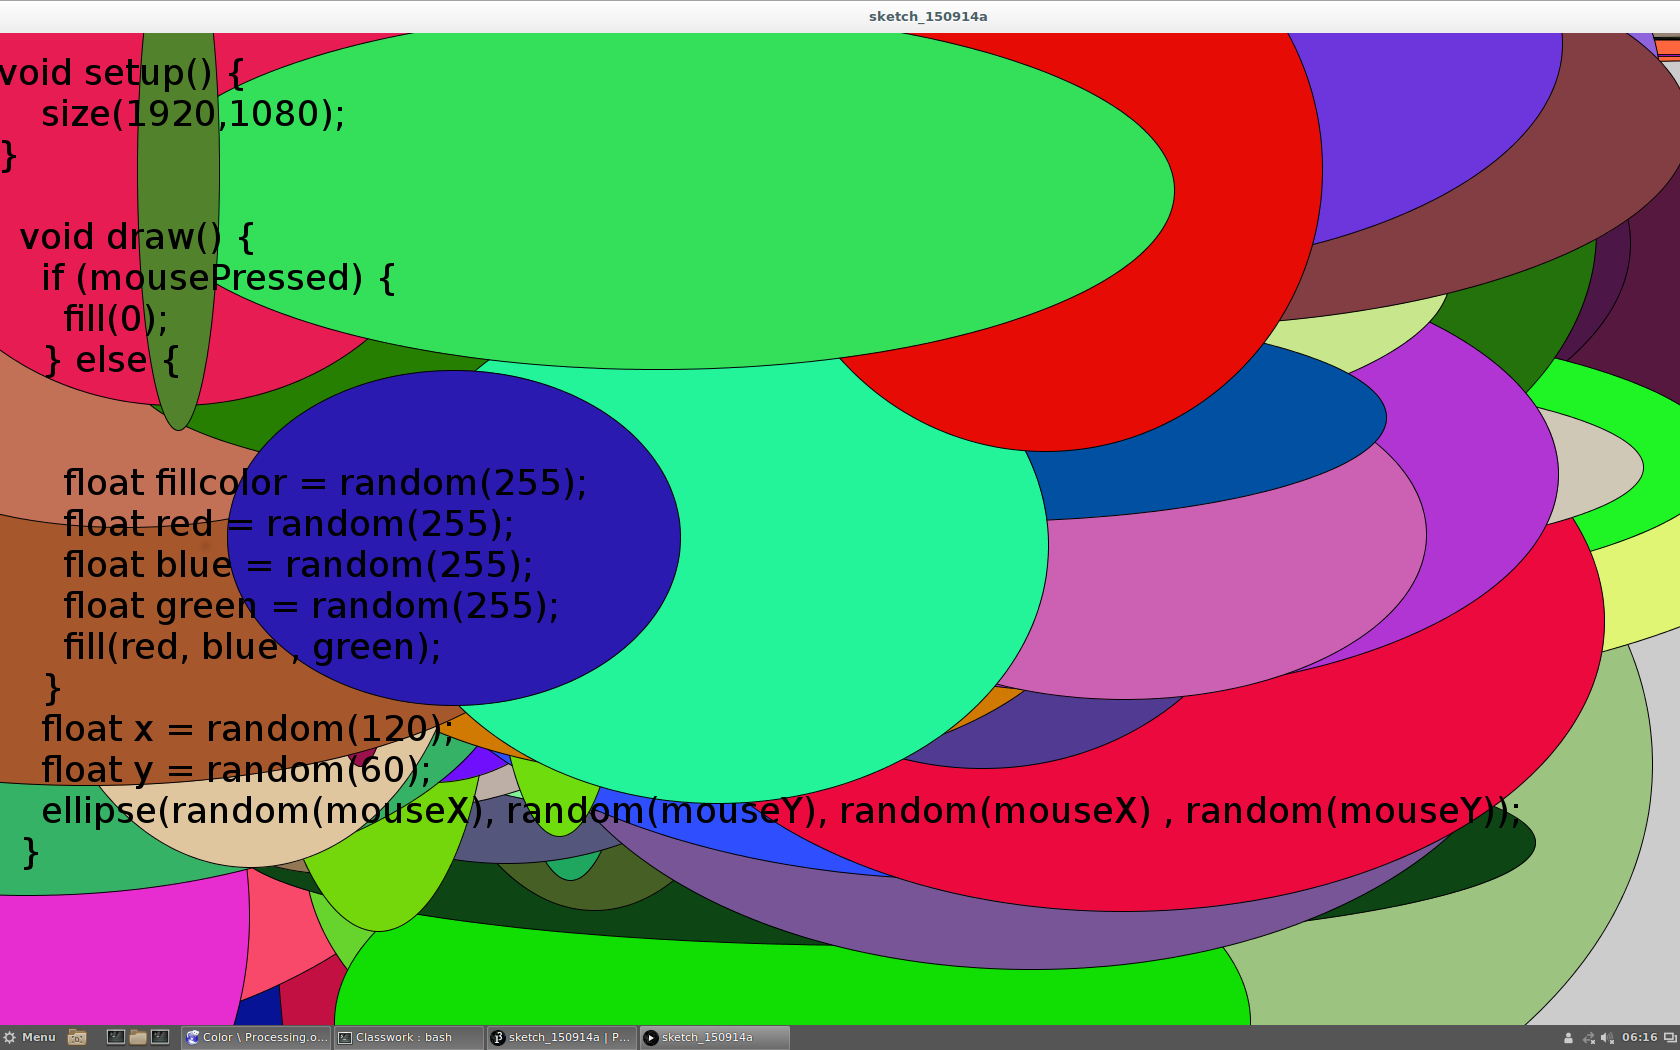 sketch_150914a
void setup() {
size(1920,1080);
}
void draw() {
if (mousePressed) {
fill(0);
} else {
float fillcolor = random(255);
float red = random(255);
float blue = random(255);
float green = random(255);
fill(red, blue , green);
}
float x = random(120);
float y = random(60);
ellipse(random(mouseX), random(mouseY), random(mouseX) , random(mouseY));
}
Menu
Color \ Processing.o...
Classwork : bash
sketch_150914a | P...
sketch_150914a
06:16